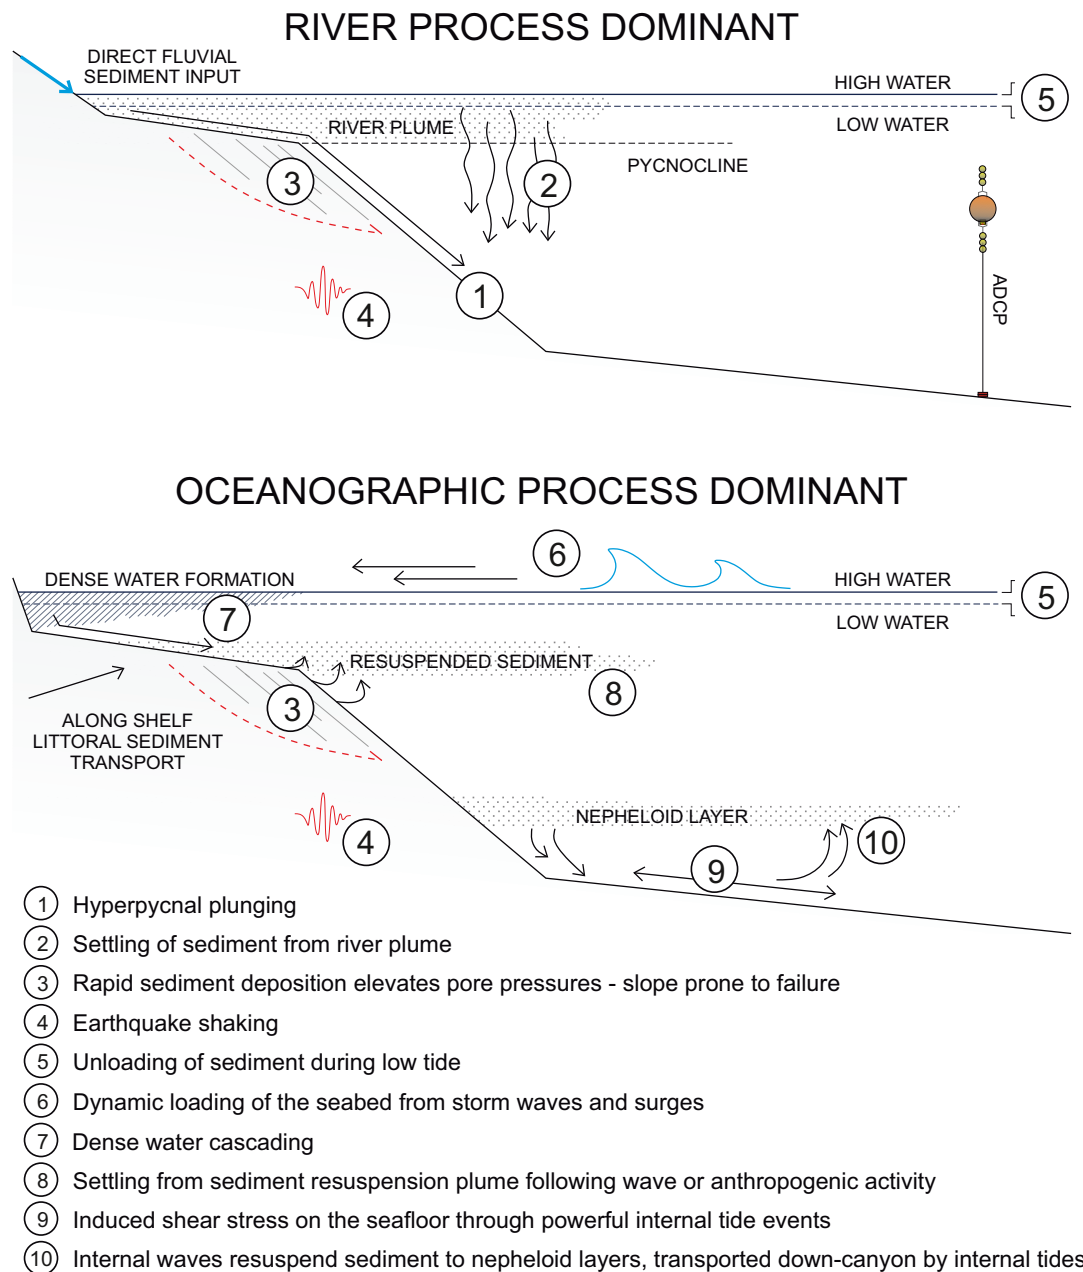 RIVER PROCESS DOMINANT
DIRECT FLUVIAL
SEDIMENT INPUT
HIGH WATER
5
LOW WATER
RIVER PLUME
PYCNOCLINE
3
2
1
4
ADCP
OCEANOGRAPHIC PROCESS DOMINANT
6
DENSE WATER FORMATION
HIGH WATER
5
LOW WATER
7
RESUSPENDED SEDIMENT
8
3
ALONG SHELF
LITTORAL SEDIMENT
TRANSPORT
NEPHELOID LAYER
4
10
9
1 Hyperpycnal plunging
2 Settling of sediment from river plume
3 Rapid sediment deposition elevates pore pressures - slope prone to failure
4 Earthquake shaking
5 Unloading of sediment during low tide
6 Dynamic loading of the seabed from storm waves and surges
7 Dense water cascading
8 Settling from sediment resuspension plume following wave or anthropogenic activity
9 Induced shear stress on the seafloor through powerful internal tide events
10 Internal waves resuspend sediment to nepheloid layers, transported down-canyon by internal tides